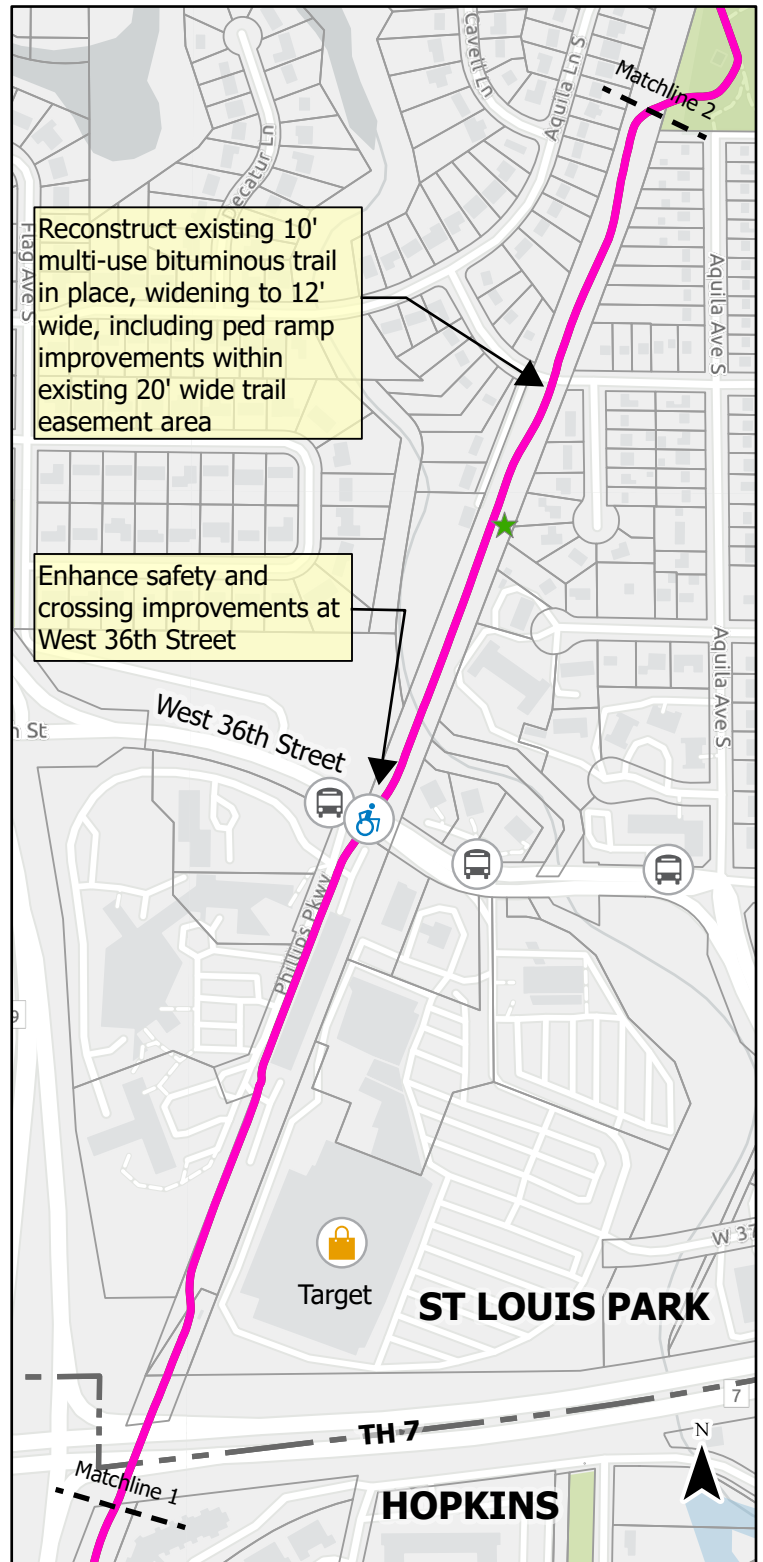 Cavell Ln
Aquila Ln S
Matchline 2
Decatur Ln
Flag Ave S
Reconstruct existing 10'
multi-use bituminous trail
in place, widening to 12'
wide, including ped ramp
improvements within
existing 20' wide trail
easement area
Aquila Ave S
Enhance safety and
crossing improvements at
West 36th Street
Aquila Ave S
West 36th Street
h St
Phillips Pkwy
9
W 37
Target
ST LOUIS PARK
7
TH 7
N
Matchline 1
HOPKINS